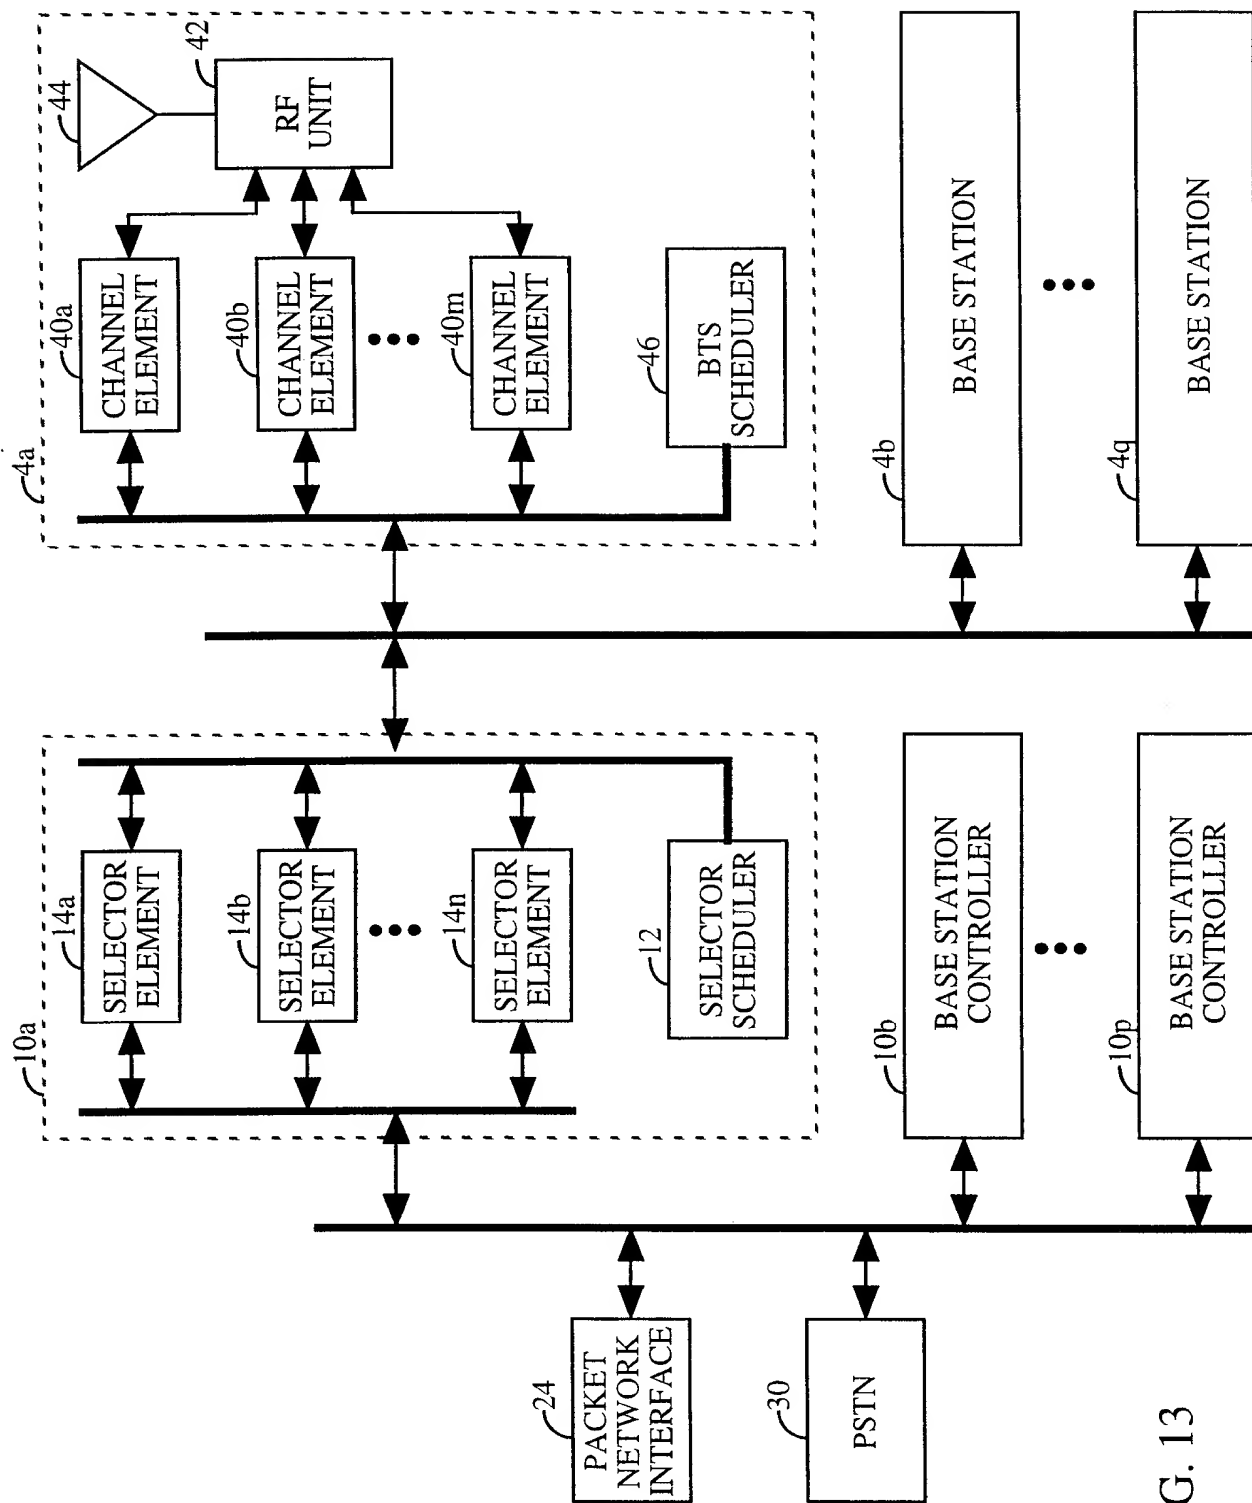 4a
44
42
RF
UNIT
40a
CHANNEL
ELEMENT
40b
CHANNEL
ELEMENT
40m
CHANNEL
ELEMENT
46
BTS
SCHEDULER
4b
BASE STATION
4q
BASE STATION
10a
14a
SELECTOR
ELEMENT
14b
SELECTOR
ELEMENT
14n
SELECTOR
ELEMENT
12
SELECTOR
SCHEDULER
10b
BASE STATION
CONTROLLER
10p
BASE STATION
CONTROLLER
24
PACKET
NETWORK
INTERFACE
30
PSTN
G. 13